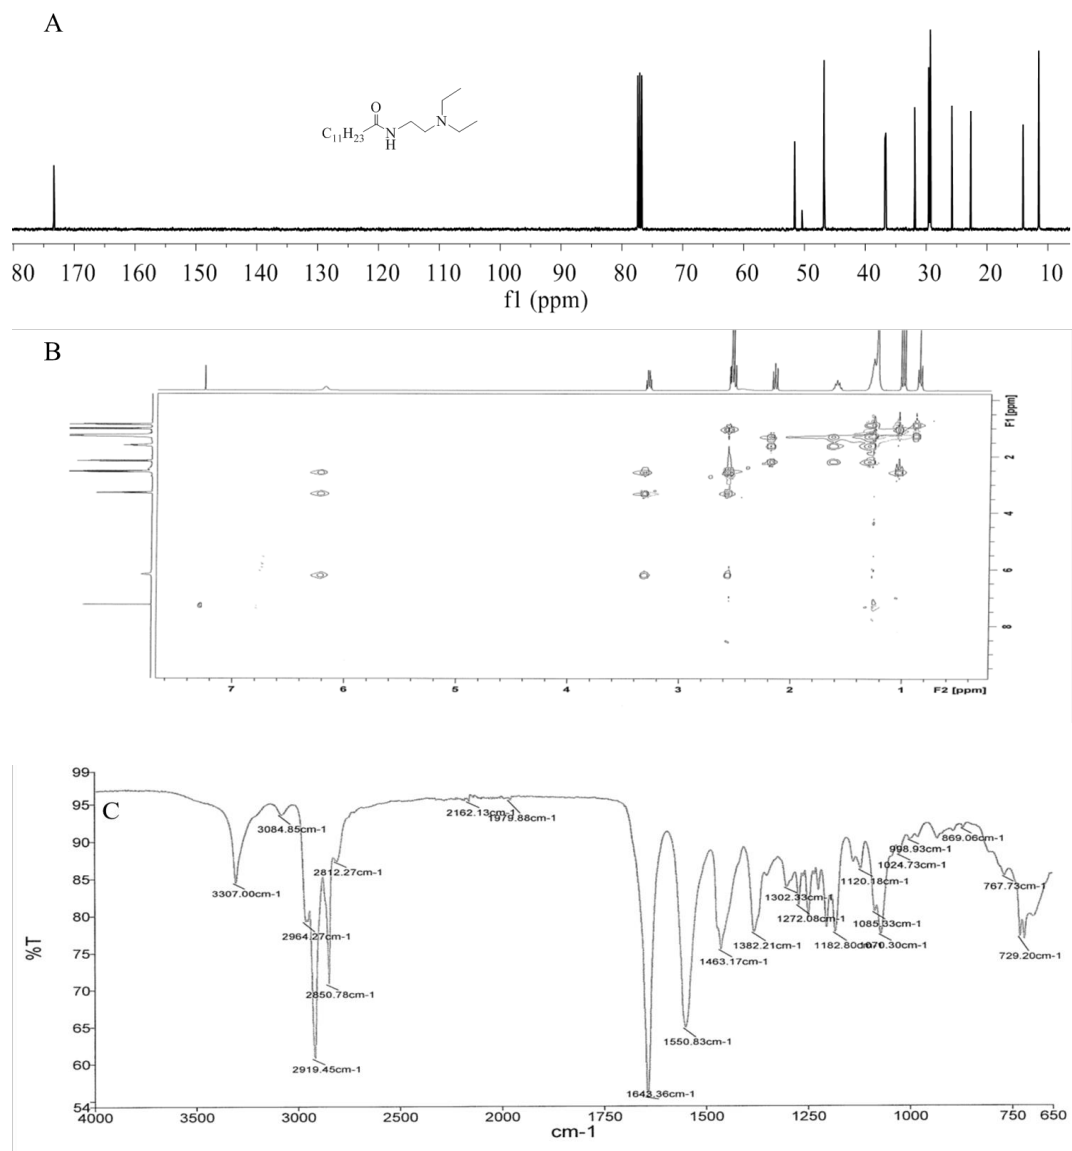 A
O
N
C11H23
N
H
80 170 160 150 140 130 120 110 100 90 80 70 60 50 40 30 20 10
f1 (ppm)
B
F1 [ppm]
2
4
6
8
7 6 5 4 3 2 1 F2 [ppm]
C
%T
99
95
90
85
80
75
70
65
60
54
3084.85cm-1
3307.00cm-1
2812.27cm-1
2964.27cm-1
2850.78cm-1
2919.45cm-1
2162.13cm-1
1979.88cm-1
1643.36cm-1
1550.83cm-1
1463.17cm-1
1382.21cm-1
1302.33cm-1
1272.08cm-1
1182.80cm-1
1120.18cm-1
1085.33cm-1
1070.30cm-1
1024.73cm-1
998.93cm-1
869.06cm-1
767.73cm-1
729.20cm-1
4000 3500 3000 2500 2000 1750 1500 1250 1000 750 650
cm-1